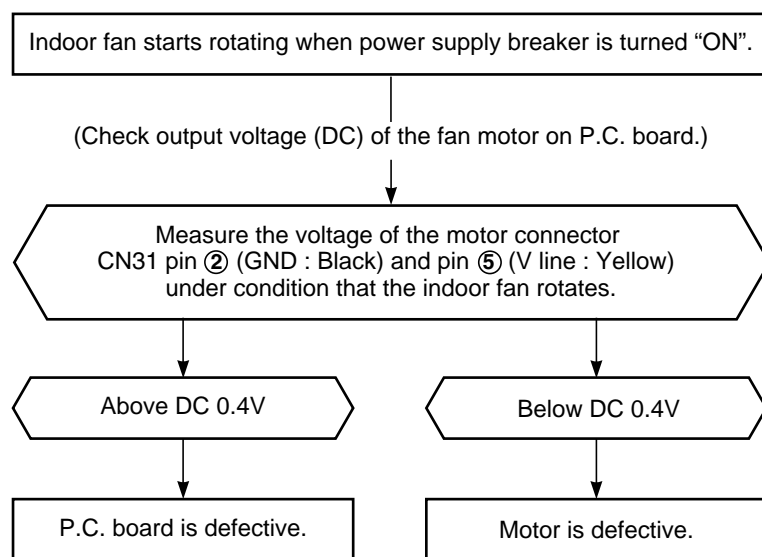 Indoor fan starts rotating when power supply breaker is turned “ON”.
(Check output voltage (DC) of the fan motor on P.C. board.)
Measure the voltage of the motor connector
CN31 pin ② (GND : Black) and pin ⑤ (V line : Yellow)
under condition that the indoor fan rotates.
Above DC 0.4V
Below DC 0.4V
P.C. board is defective.
Motor is defective.